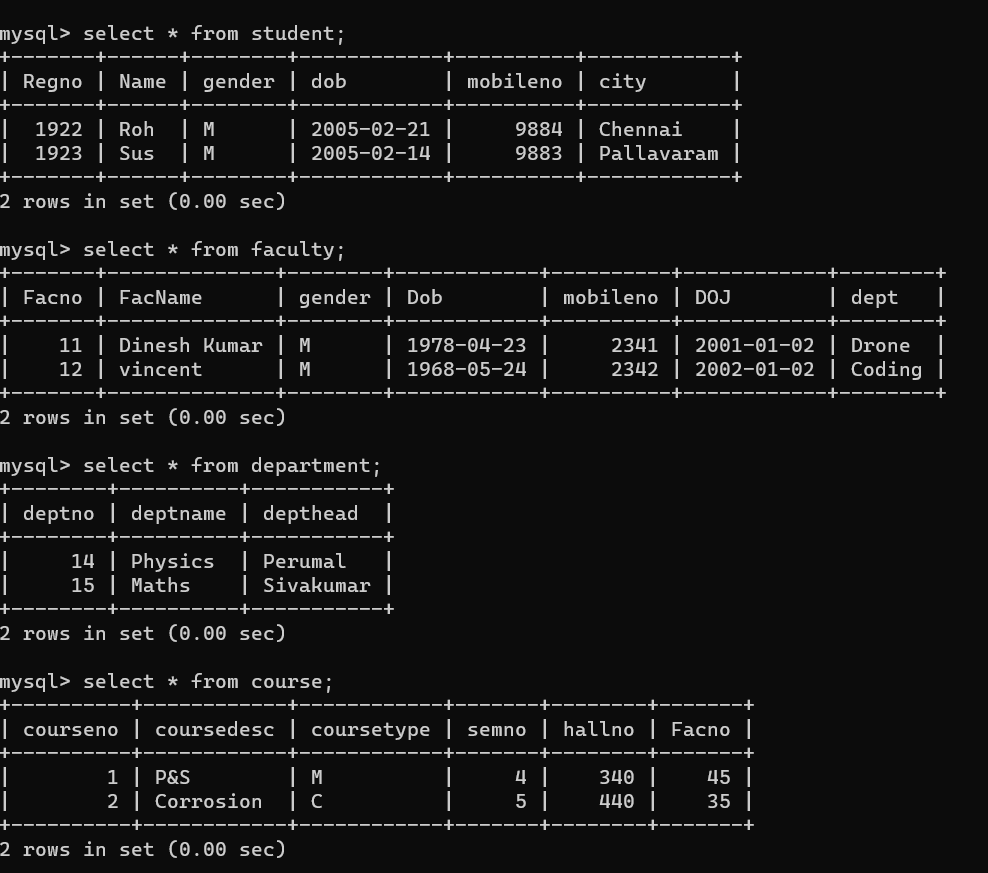 mysql> select * from student;
+-------+------+--------+------------+----------+------------+
| Regno | Name | gender | dob        | mobileno | city       |
+-------+------+--------+------------+----------+------------+
|  1922 | Roh  | M      | 2005-02-21 |     9884 | Chennai    |
|  1923 | Sus  | M      | 2005-02-14 |     9883 | Pallavaram |
+-------+------+--------+------------+----------+------------+
2 rows in set (0.00 sec)

mysql> select * from faculty;
+-------+--------------+--------+------------+----------+------------+--------+
| Facno | FacName      | gender | Dob        | mobileno | DOJ        | dept   |
+-------+--------------+--------+------------+----------+------------+--------+
|    11 | Dinesh Kumar | M      | 1978-04-23 |     2341 | 2001-01-02 | Drone  |
|    12 | vincent      | M      | 1968-05-24 |     2342 | 2002-01-02 | Coding |
+-------+--------------+--------+------------+----------+------------+--------+
2 rows in set (0.00 sec)

mysql> select * from department;
+--------+----------+-----------+
| deptno | deptname | depthead  |
+--------+----------+-----------+
|     14 | Physics  | Perumal   |
|     15 | Maths    | Sivakumar |
+--------+----------+-----------+
2 rows in set (0.00 sec)

mysql> select * from course;
+----------+------------+------------+-------+--------+-------+
| courseno | coursedesc | coursetype | semno | hallno | Facno |
+----------+------------+------------+-------+--------+-------+
|        1 | P&S        | M          |     4 |    340 |    45 |
|        2 | Corrosion  | C          |     5 |    440 |    35 |
+----------+------------+------------+-------+--------+-------+
2 rows in set (0.00 sec)